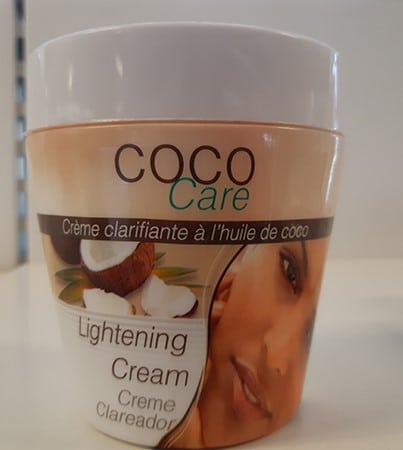 COCO
Care
Crème clarifiante à l'huile de coco
Lightening
Cream
Creme
Clareador